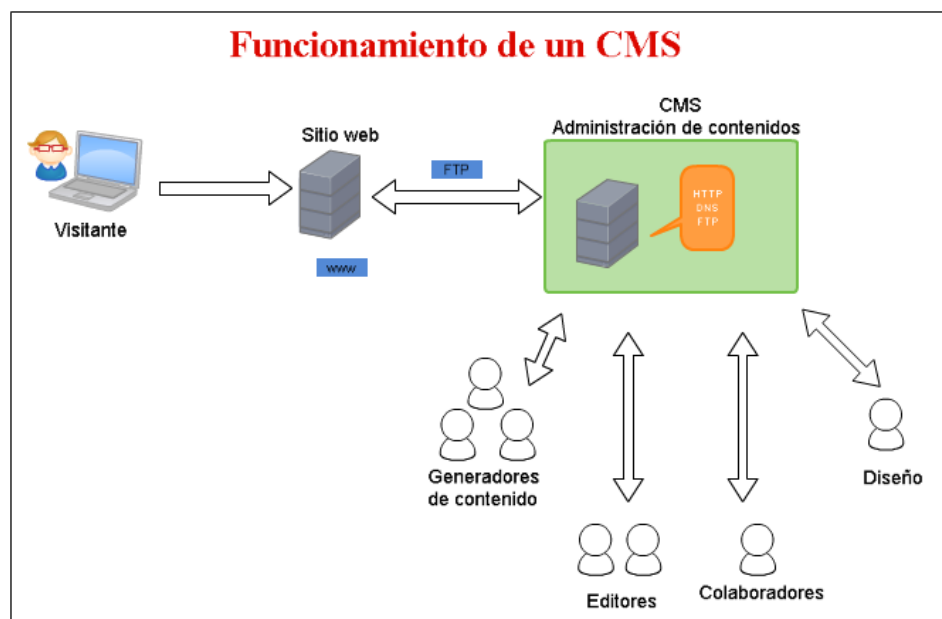 Funcionamiento de un CMS
CMS
Administración de contenidos
Sitio web
FTP
HTTP
DNS
FTP
Visitante
www
Generadores
de contenido
Diseño
Editores
Colaboradores